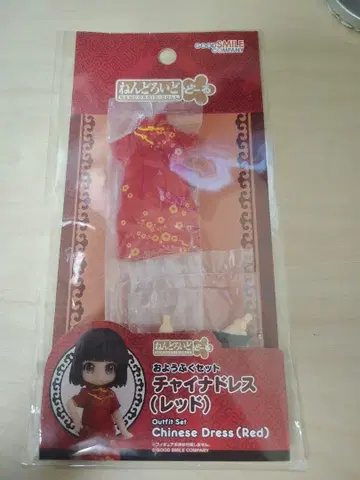 GOOD SMILE
COMPANY
ねんどろいど
どーる
ねんどろいどどーる
おようふくセット
チャイナドレス
(レッド)
Outfit Set
Chinese Dress (Red)
©GOOD SMILE COMPANY